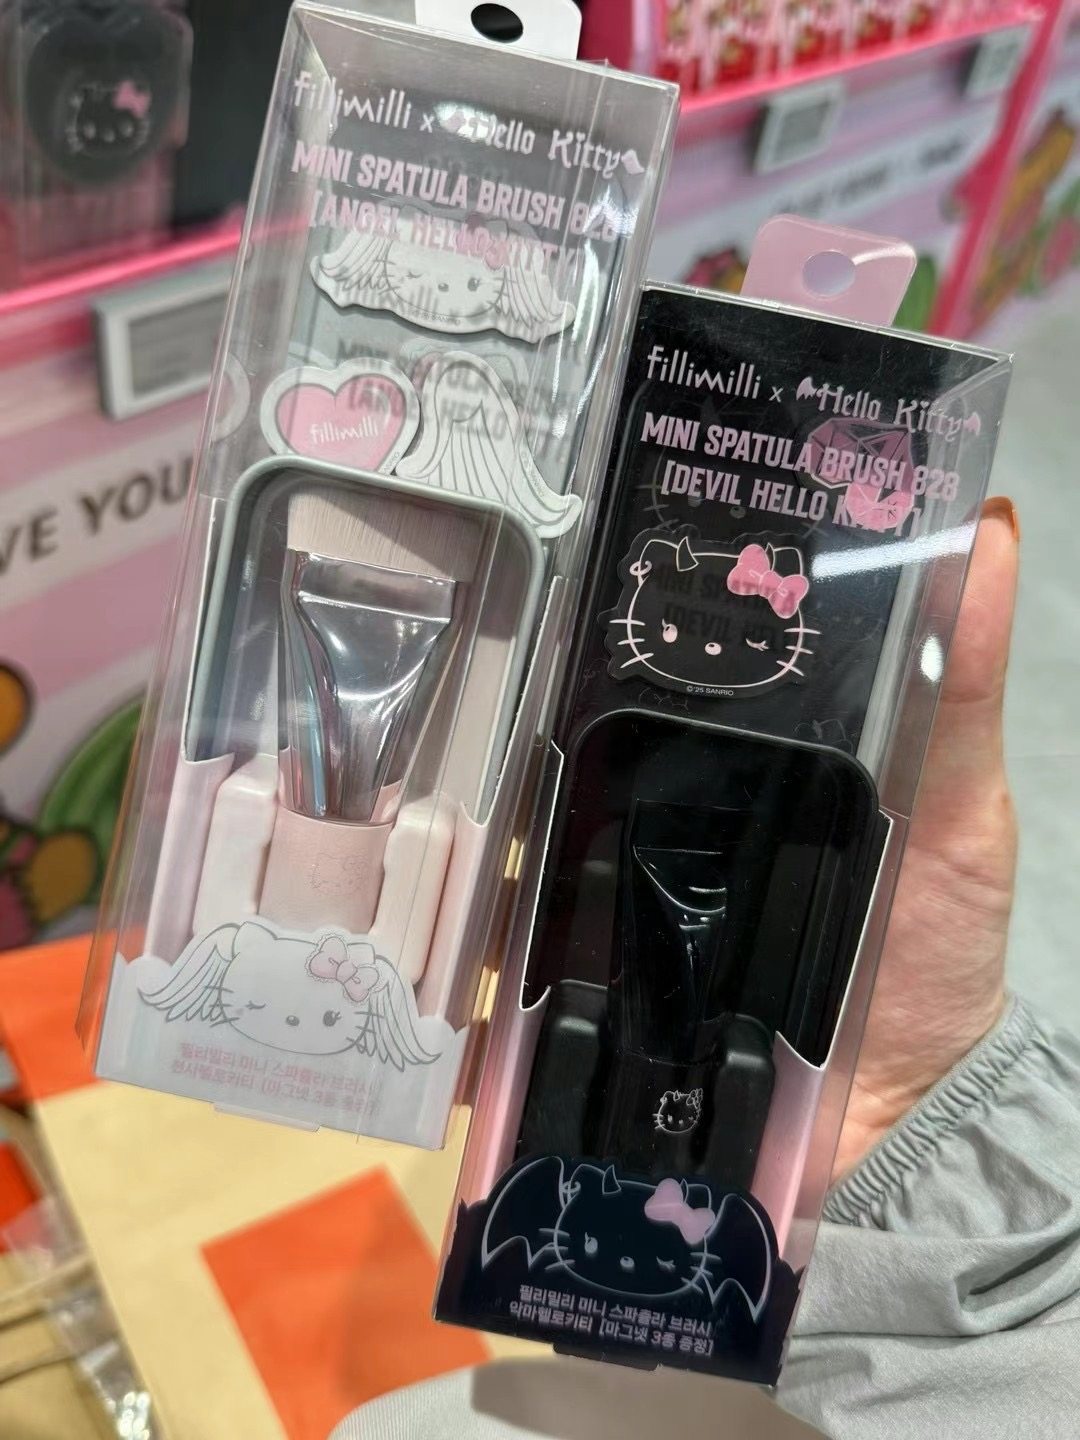 fillimilli x Hello Kitty
MINI SPATULA BRUSH 828
[ANGEL HELLO KITTY]
fillimilli
필리밀리 미니 스파츌라 브러시
천사헬로키티 [마그넷 3종 증정]
fillimilli x Hello Kitty
MINI SPATULA BRUSH 828
[DEVIL HELLO KITTY]
©'25 SANRIO
필리밀리 미니 스파츌라 브러시
악마헬로키티 [마그넷 3종 증정]
VE YOU